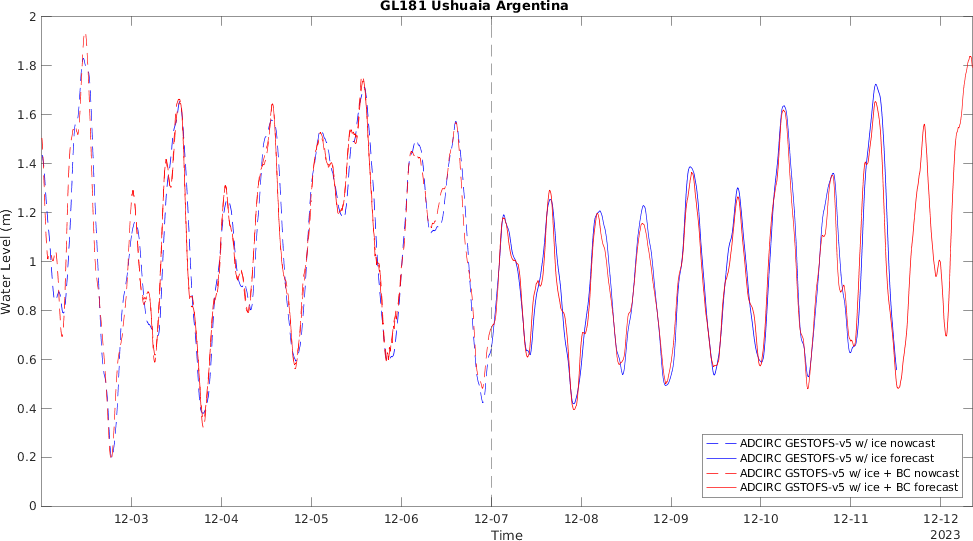 GL181 Ushuaia Argentina
2
1.8
1.6
1.4
1.2
1
0.8
0.6
0.4
0.2
0
Water Level (m)
ADCIRC GESTOFS-v5 w/ ice nowcast
ADCIRC GESTOFS-v5 w/ ice forecast
ADCIRC GSTOFS-v5 w/ ice + BC nowcast
ADCIRC GSTOFS-v5 w/ ice + BC forecast
12-03 12-04 12-05 12-06 12-07 12-08 12-09 12-10 12-11 12-12
Time 2023